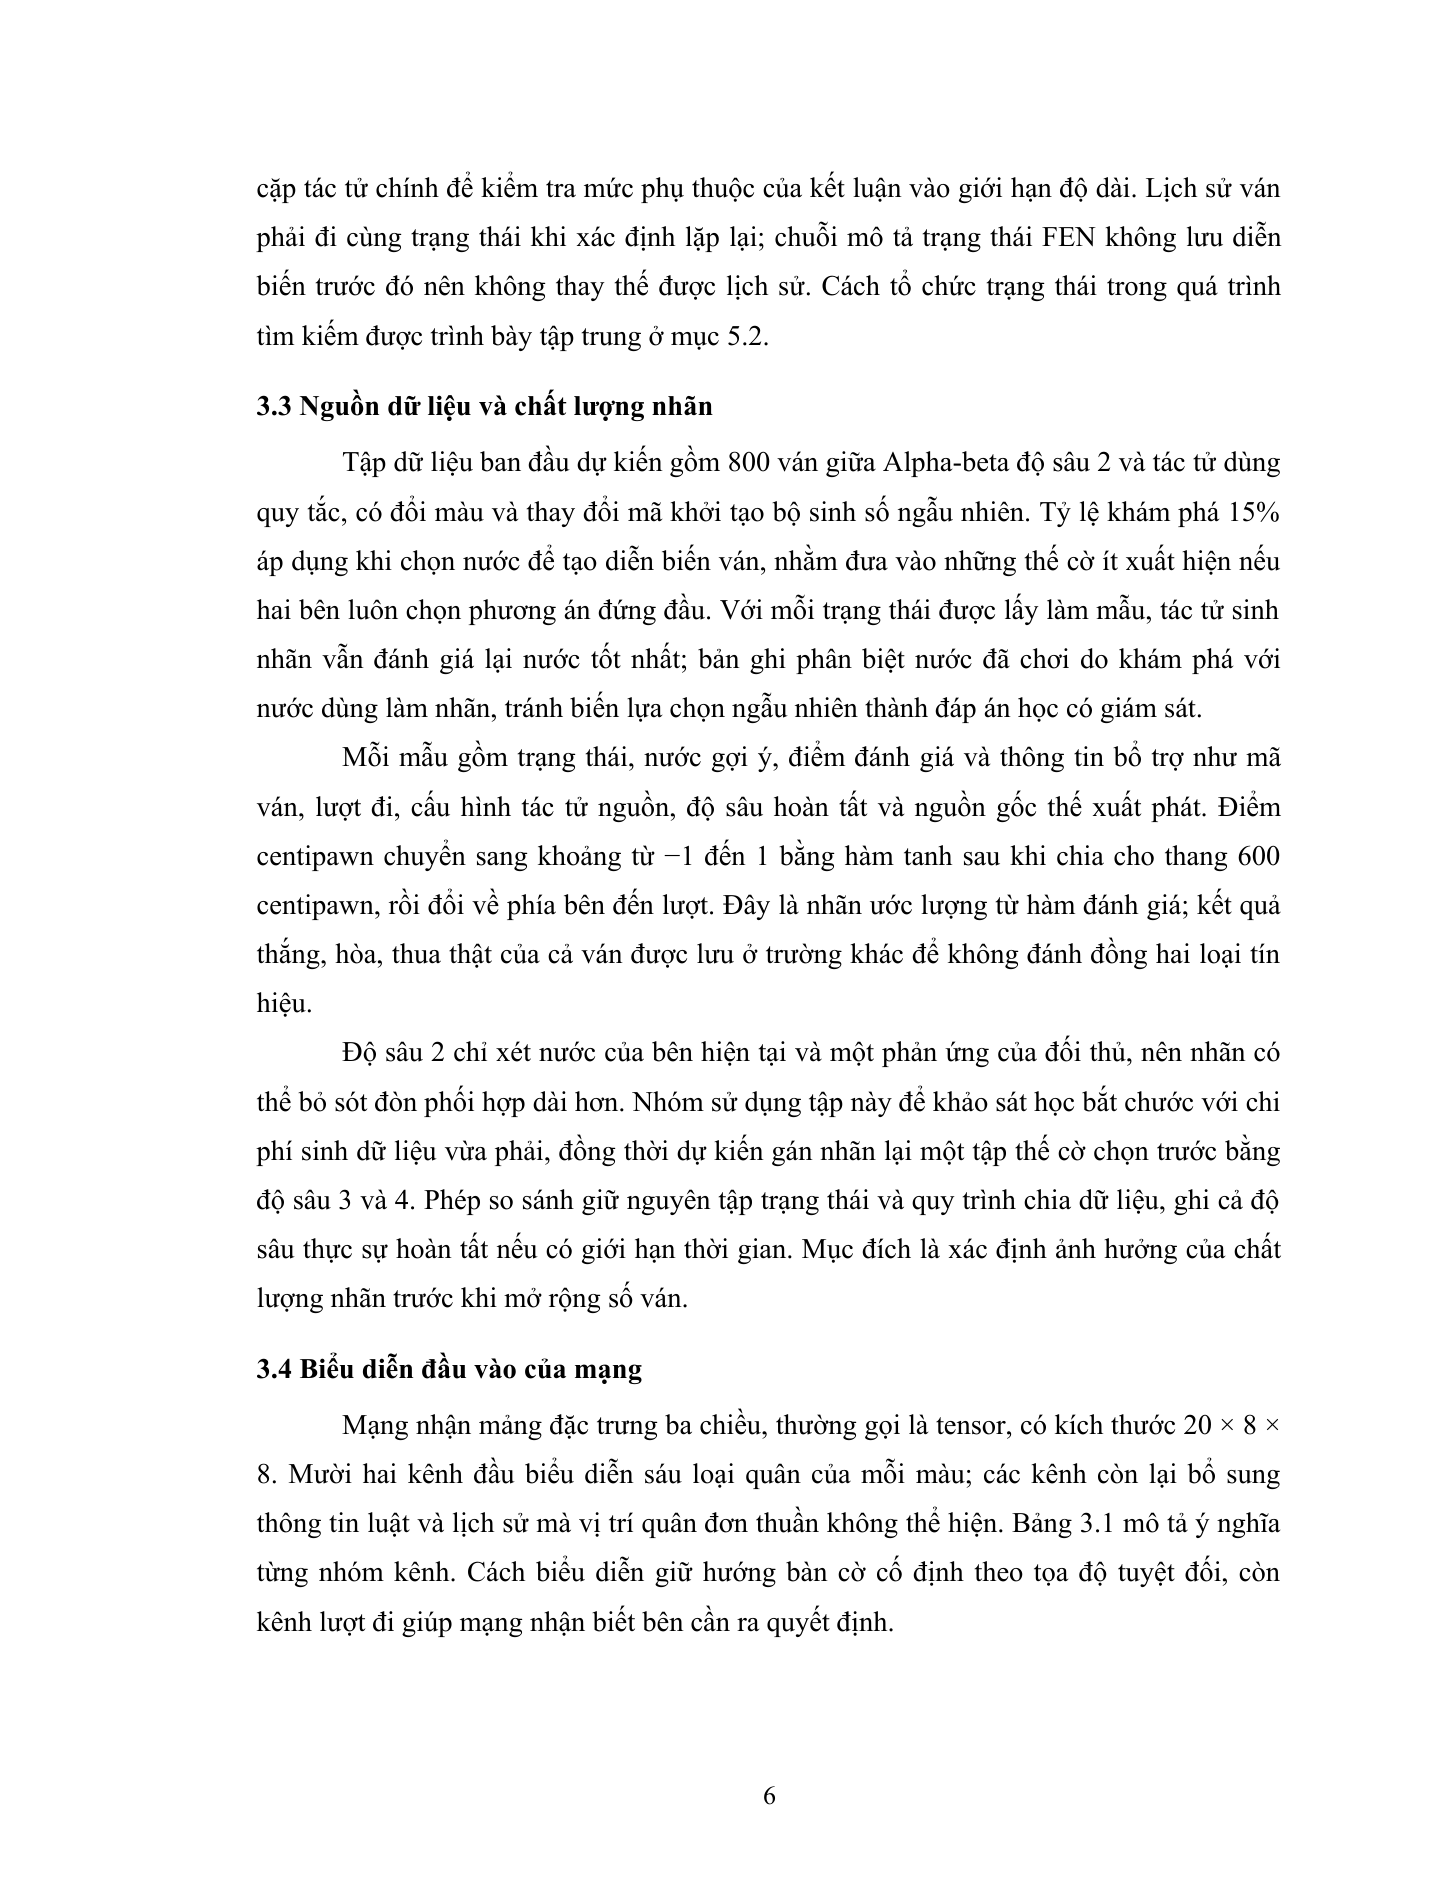 cặp tác tử chính để kiểm tra mức phụ thuộc của kết luận vào giới hạn độ dài. Lịch sử ván
phải đi cùng trạng thái khi xác định lặp lại; chuỗi mô tả trạng thái FEN không lưu diễn
biến trước đó nên không thay thế được lịch sử. Cách tổ chức trạng thái trong quá trình
tìm kiếm được trình bày tập trung ở mục 5.2.
3.3 Nguồn dữ liệu và chất lượng nhãn
Tập dữ liệu ban đầu dự kiến gồm 800 ván giữa Alpha-beta độ sâu 2 và tác tử dùng
quy tắc, có đổi màu và thay đổi mã khởi tạo bộ sinh số ngẫu nhiên. Tỷ lệ khám phá 15%
áp dụng khi chọn nước để tạo diễn biến ván, nhằm đưa vào những thế cờ ít xuất hiện nếu
hai bên luôn chọn phương án đứng đầu. Với mỗi trạng thái được lấy làm mẫu, tác tử sinh
nhãn vẫn đánh giá lại nước tốt nhất; bản ghi phân biệt nước đã chơi do khám phá với
nước dùng làm nhãn, tránh biến lựa chọn ngẫu nhiên thành đáp án học có giám sát.
Mỗi mẫu gồm trạng thái, nước gợi ý, điểm đánh giá và thông tin bổ trợ như mã
ván, lượt đi, cấu hình tác tử nguồn, độ sâu hoàn tất và nguồn gốc thế xuất phát. Điểm
centipawn chuyển sang khoảng từ −1 đến 1 bằng hàm tanh sau khi chia cho thang 600
centipawn, rồi đổi về phía bên đến lượt. Đây là nhãn ước lượng từ hàm đánh giá; kết quả
thắng, hòa, thua thật của cả ván được lưu ở trường khác để không đánh đồng hai loại tín
hiệu.
Độ sâu 2 chỉ xét nước của bên hiện tại và một phản ứng của đối thủ, nên nhãn có
thể bỏ sót đòn phối hợp dài hơn. Nhóm sử dụng tập này để khảo sát học bắt chước với chi
phí sinh dữ liệu vừa phải, đồng thời dự kiến gán nhãn lại một tập thế cờ chọn trước bằng
độ sâu 3 và 4. Phép so sánh giữ nguyên tập trạng thái và quy trình chia dữ liệu, ghi cả độ
sâu thực sự hoàn tất nếu có giới hạn thời gian. Mục đích là xác định ảnh hưởng của chất
lượng nhãn trước khi mở rộng số ván.
3.4 Biểu diễn đầu vào của mạng
Mạng nhận mảng đặc trưng ba chiều, thường gọi là tensor, có kích thước 20 × 8 ×
8. Mười hai kênh đầu biểu diễn sáu loại quân của mỗi màu; các kênh còn lại bổ sung
thông tin luật và lịch sử mà vị trí quân đơn thuần không thể hiện. Bảng 3.1 mô tả ý nghĩa
từng nhóm kênh. Cách biểu diễn giữ hướng bàn cờ cố định theo tọa độ tuyệt đối, còn
kênh lượt đi giúp mạng nhận biết bên cần ra quyết định.
6